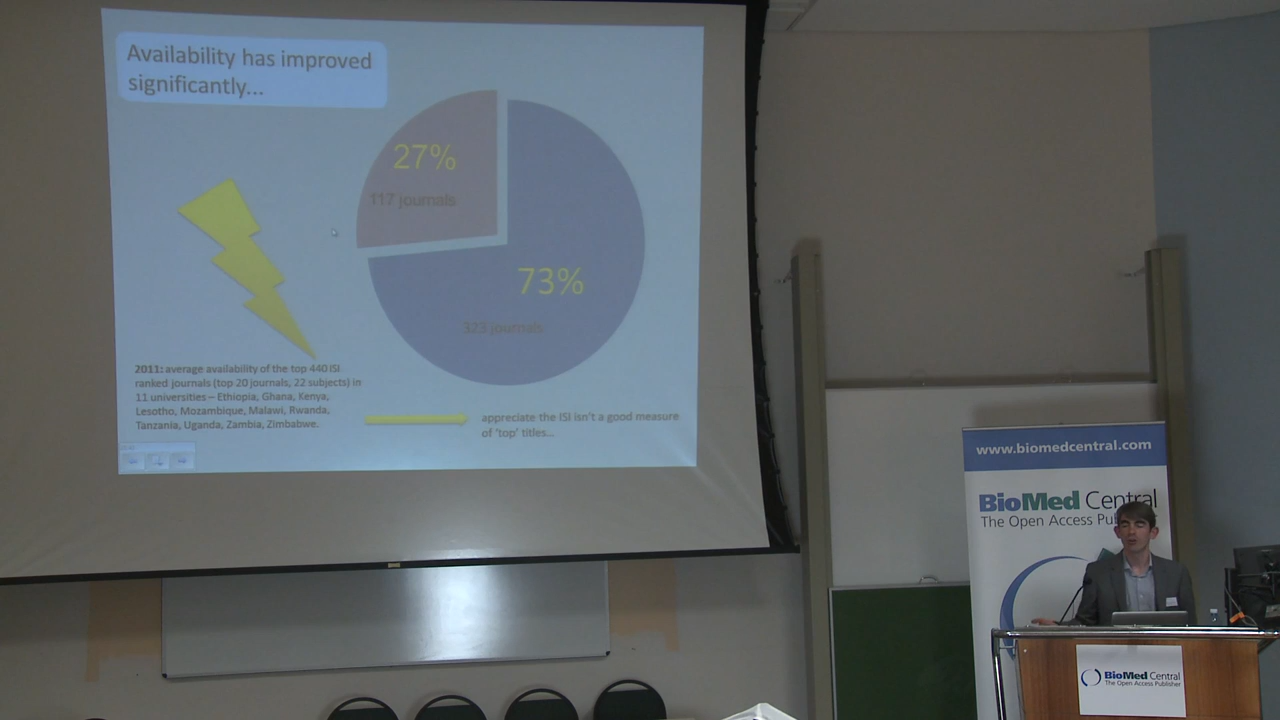 Availability has improved
significantly...
27%
117 journals
73%
323 journals
2011: average availability of the top 440 ISI
ranked journals (top 20 journals, 22 subjects) in
11 universities – Ethiopia, Ghana, Kenya,
Lesotho, Mozambique, Malawi, Rwanda,
Tanzania, Uganda, Zambia, Zimbabwe.
appreciate the ISI isn't a good measure
of 'top' titles...
www.biomedcentral.com
BioMed Central
The Open Access Pu
BioMed Central
The Open Access Publisher